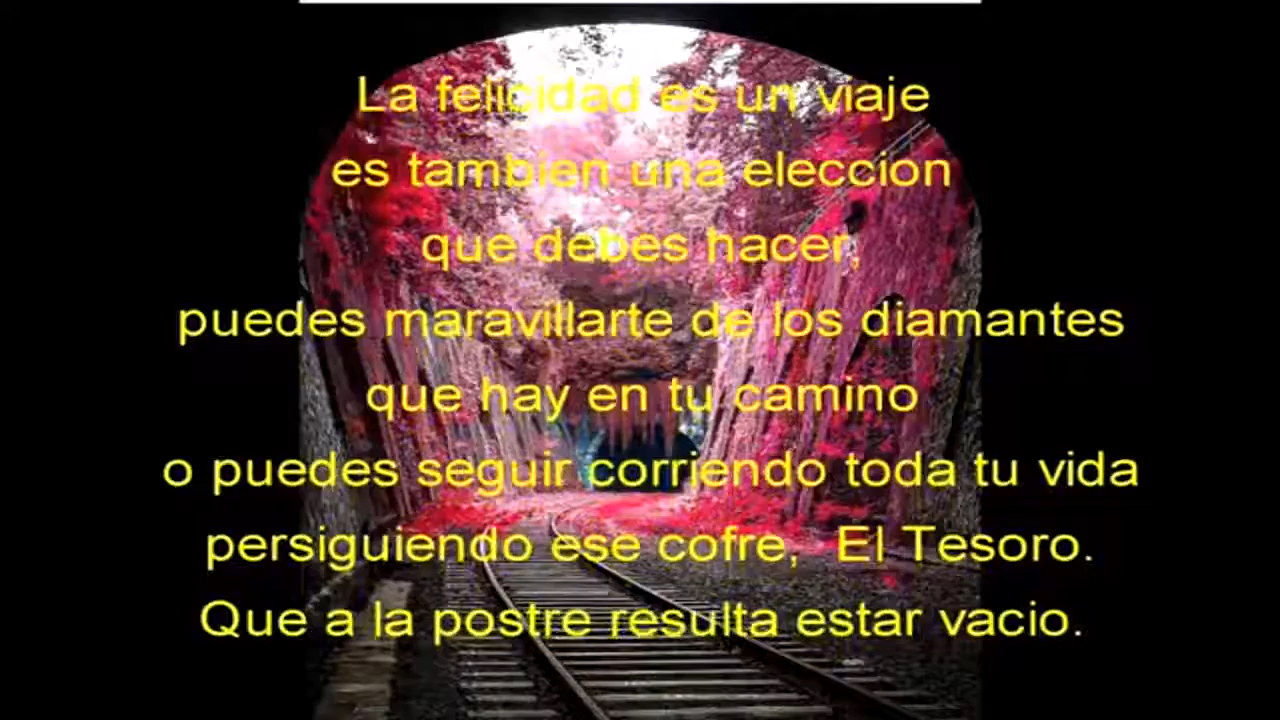 La felicidad es un viaje
es tambien una eleccion
que debes hacer,
puedes maravillarte de los diamantes
que hay en tu camino
o puedes seguir corriendo toda tu vida
persiguiendo ese cofre,  El Tesoro.
Que a la postre resulta estar vacio.